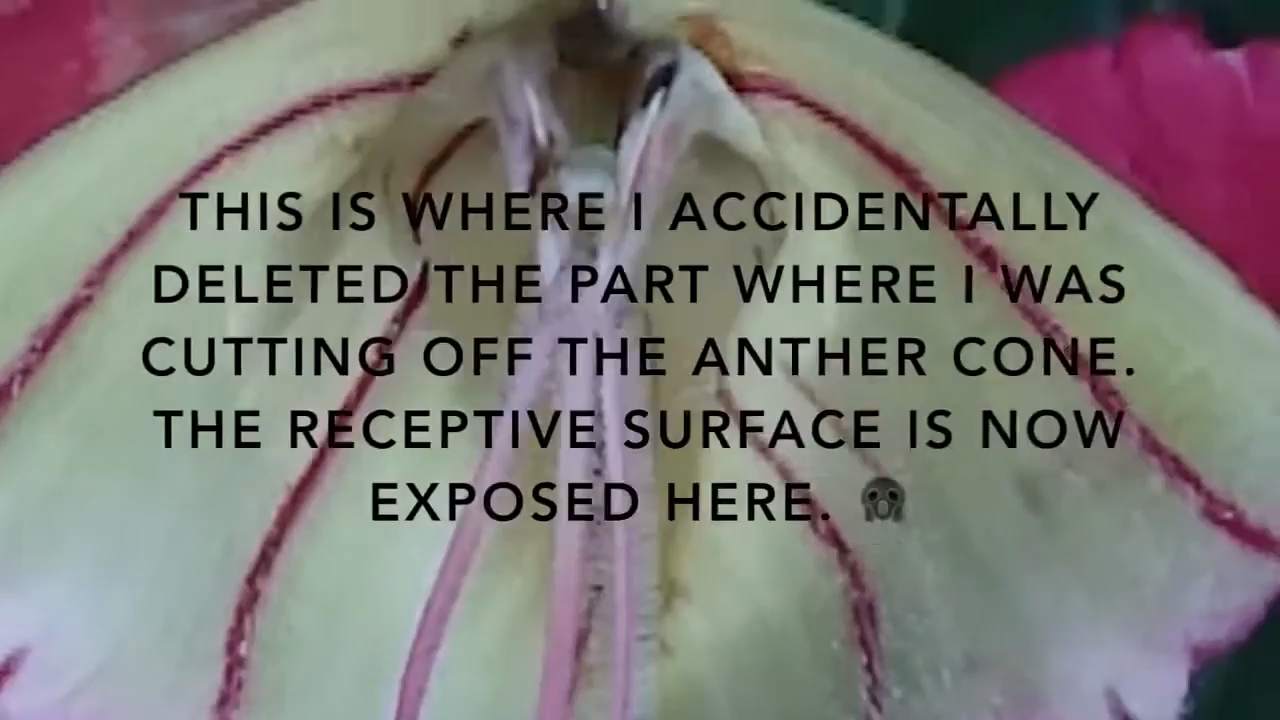 THIS IS WHERE I ACCIDENTALLY
DELETED THE PART WHERE I WAS
CUTTING OFF THE ANTHER CONE.
THE RECEPTIVE SURFACE IS NOW
EXPOSED HERE. 😱